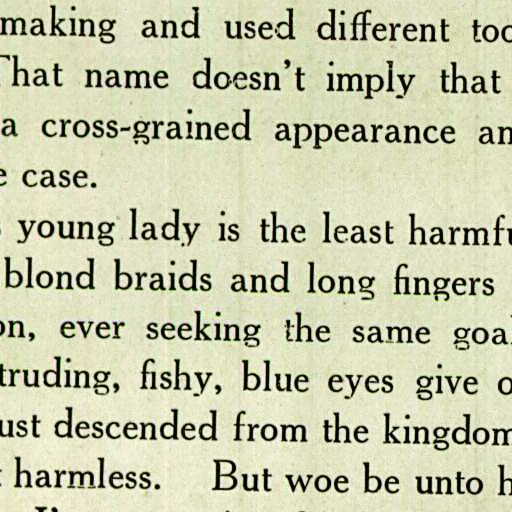 making and used different too
That name doesn't imply that
a cross-grained appearance an
e case.
young lady is the least harmfu
blond braids and long fingers
on, ever seeking the same goal
truding, fishy, blue eyes give o
ust descended from the kingdom
t harmless. But woe be unto h